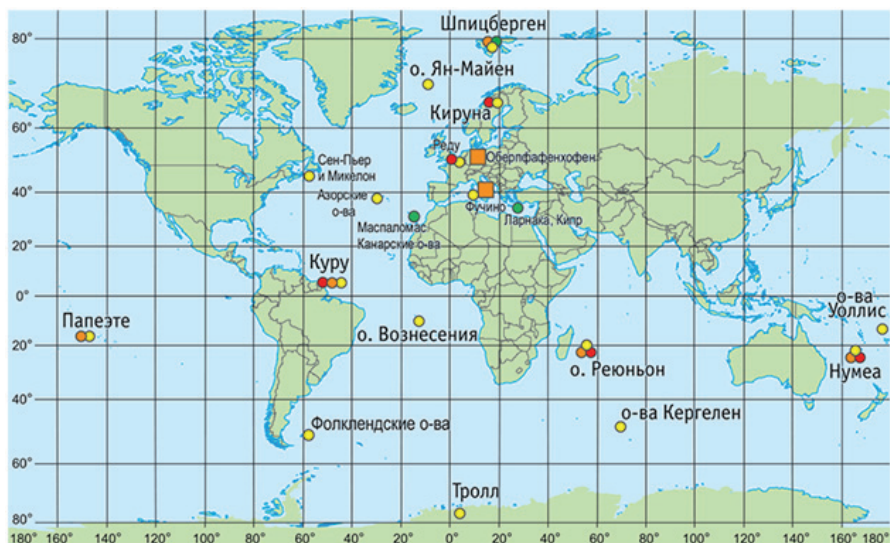 Шпицберген
80°
о. Ян-Майен
Кируна
60°
Реду
Оберпфафенхофен
Сен-Пьер
и Микелон
40°
Азорские
о-ва
Фучино
Ларнака, Кипр
Маспаломас
Канарские о-ва
20°
Куру
0°
о-ва
Уоллис
Папеэте
о. Вознесения
20°
о. Реюньон
Нумеа
40°
о-ва Кергелен
Фолклендские о-ва
60°
Тролл
80°
180° 160° 140° 120° 100° 80° 60° 40° 20 0° 20° 40° 60° 80° 100° 120° 140° 160° 180°